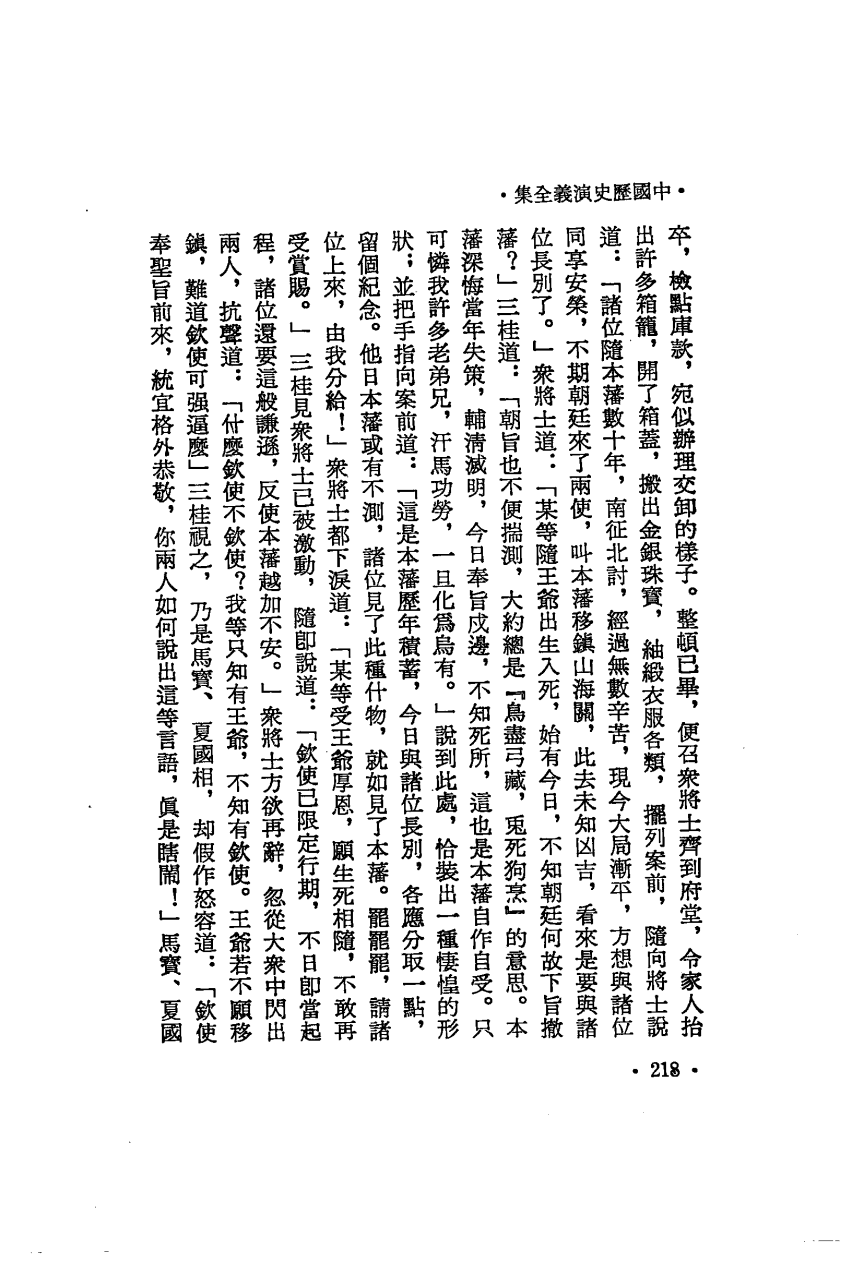 •中國歷史演義全集•
卒，檢點庫款，宛似辦理交卸的樣子。整頓已畢，便召衆將士齊到府堂，令家人抬
出許多箱籠，開了箱蓋，搬出金銀珠寶，紬緞衣服各類，擺列案前，隨向將士說
道：「諸位隨本藩數十年，南征北討，經過無數辛苦，現今大局漸平，方想與諸位
同享安榮，不期朝廷來了兩使，叫本藩移鎮山海關，此去未知凶吉，看來是要與諸
位長別了。」衆將士道：「某等隨王爺出生入死，始有今日，不知朝廷何故下旨撤
藩？」三桂道：「朝旨也不便揣測，大約總是『鳥盡弓藏，兎死狗烹』的意思。本
藩深悔當年失策，輔清滅明，今日奉旨戍邊，不知死所，這也是本藩自作自受。只
可憐我許多老弟兄，汗馬功勞，一旦化爲烏有。」說到此處，恰裝出一種悽惶的形
狀；並把手指向案前道：「這是本藩歷年積蓄，今日與諸位長別，各應分取一點，
留個紀念。他日本藩或有不測，諸位見了此種什物，就如見了本藩。罷罷罷，請諸
位上來，由我分給！」衆將士都下淚道：「某等受王爺厚恩，願生死相隨，不敢再
受賞賜。」三桂見衆將士已被激動，隨卽說道：「欽使已限定行期，不日卽當起
程，諸位還要這般謙遜，反使本藩越加不安。」衆將士方欲再辭，忽從大衆中閃出
兩人，抗聲道：「什麼欽使不欽使？我等只知有王爺，不知有欽使。王爺若不願移
鎮，難道欽使可强逼麼」三桂視之，乃是馬寳、夏國相，却假作怒容道：「欽使
奉聖旨前來，統宜格外恭敬，你兩人如何說出這等言語，眞是瞎鬧！」馬寳、夏國
•218•